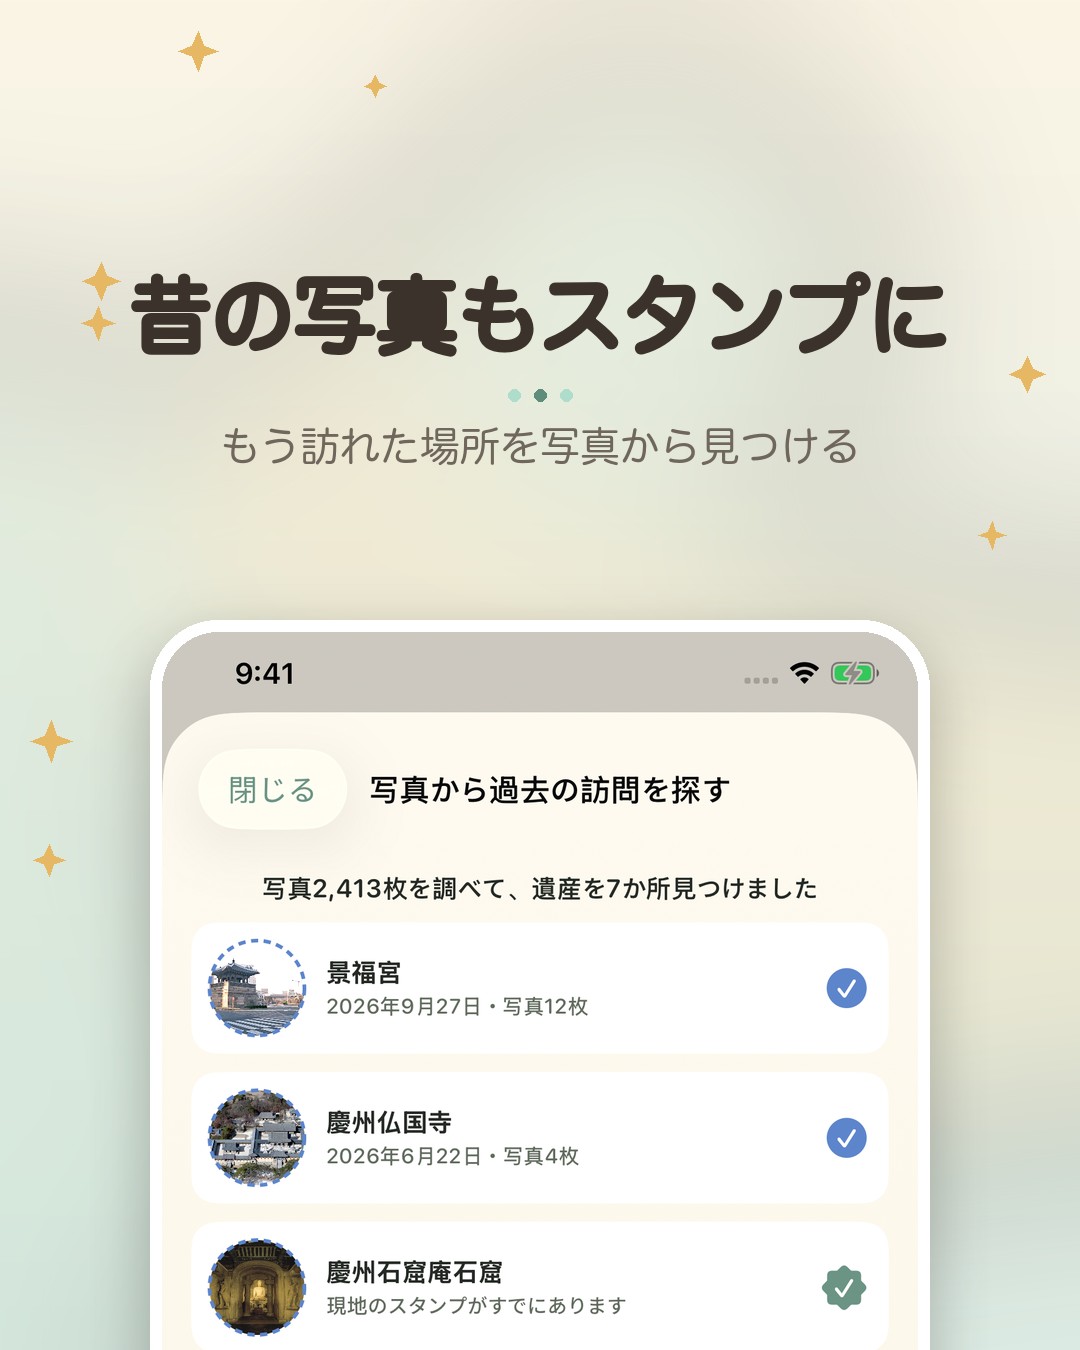 昔の写真もスタンプに
もう訪れた場所を写真から見つける
9:41
閉じる
写真から過去の訪問を探す
写真2,413枚を調べて、遺産を7か所見つけました
景福宮
2026年9月27日・写真12枚
慶州仏国寺
2026年6月22日・写真4枚
慶州石窟庵石窟
現地のスタンプがすでにあります